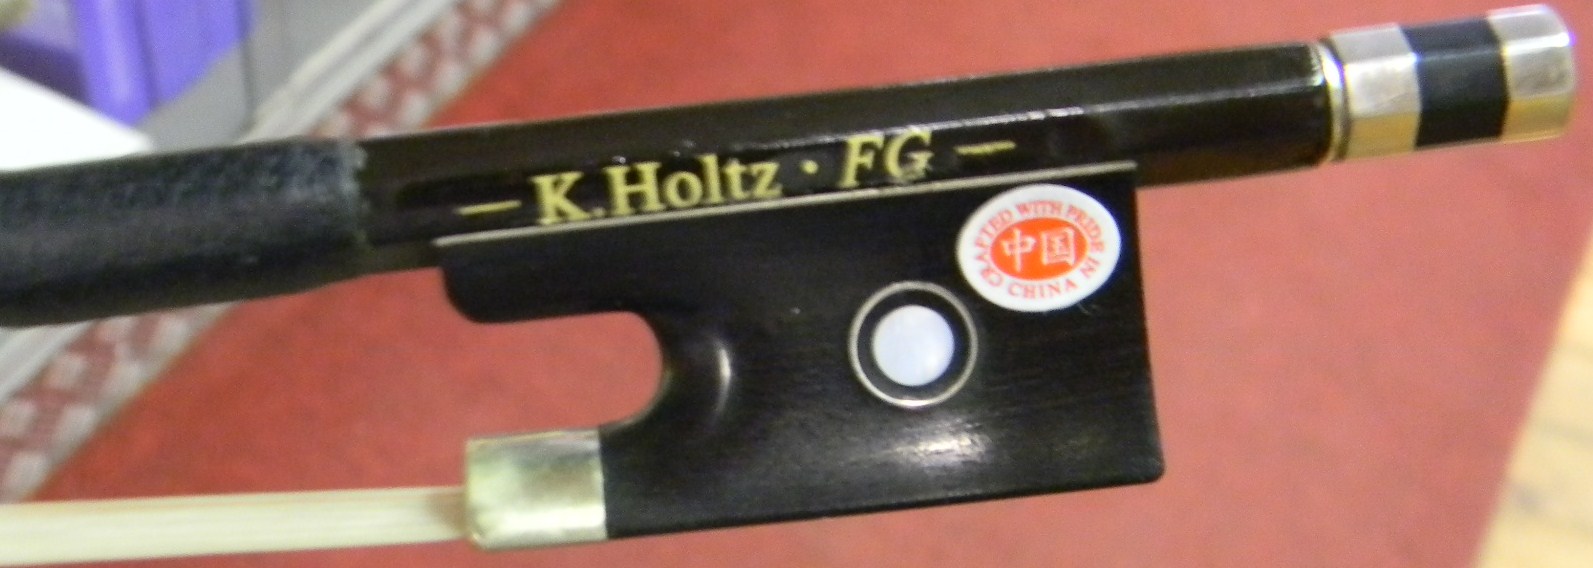 — K.Holtz · FG —
CRAFTED WITH PRIDE IN CHINA
中国